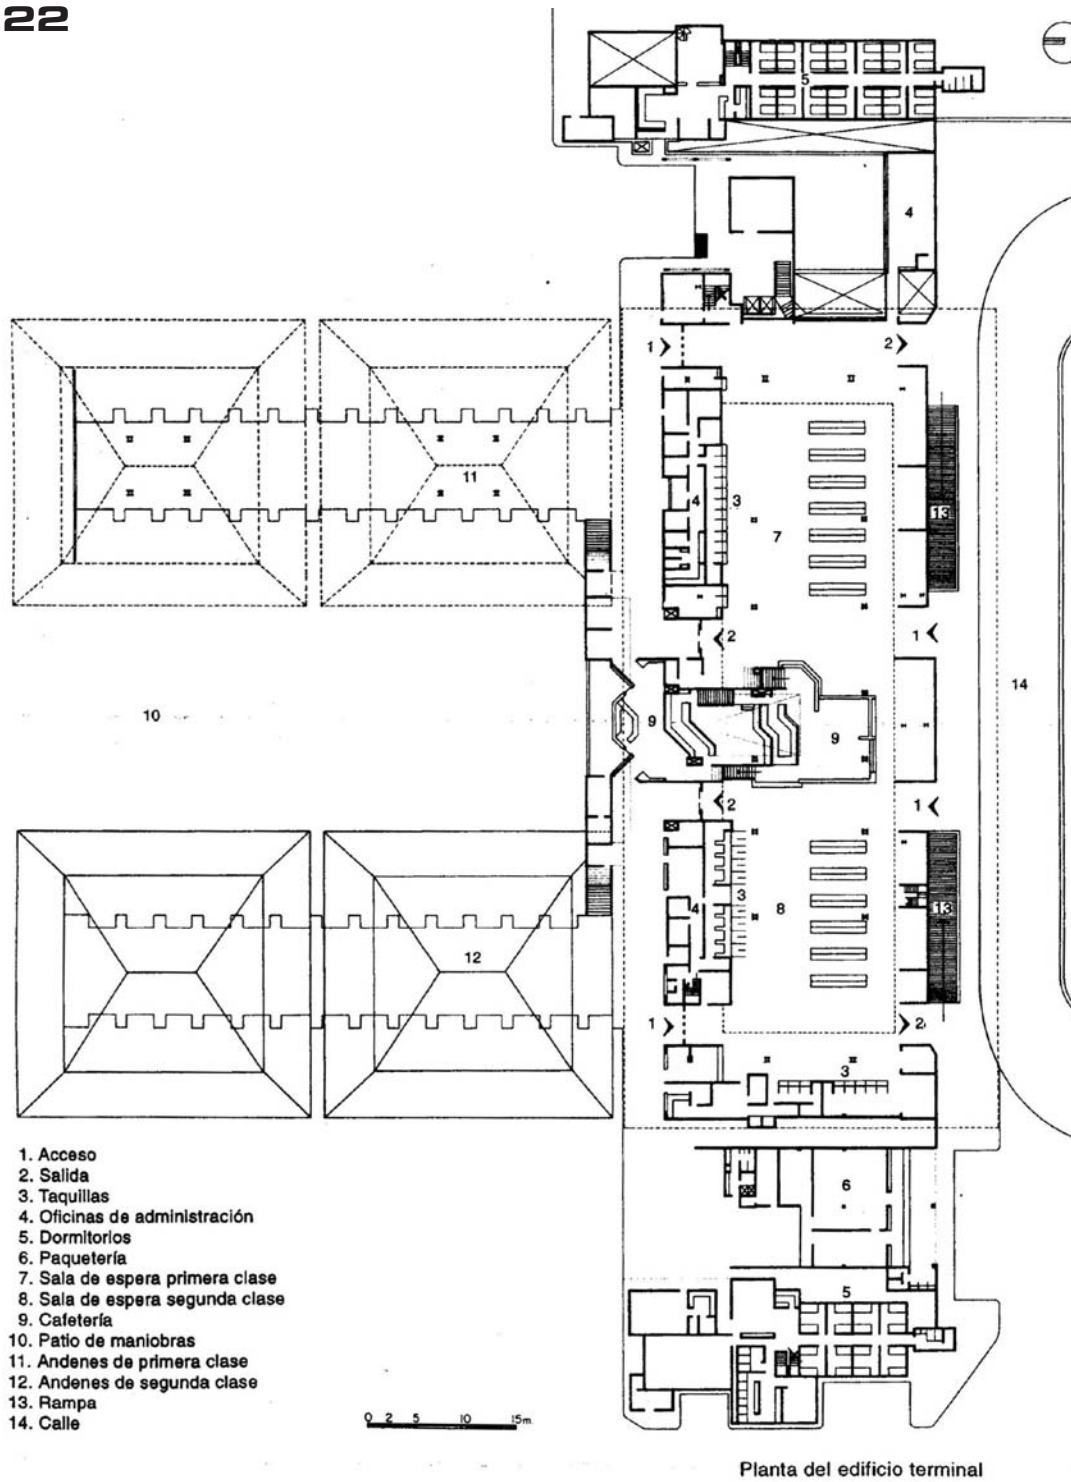 22
5
4
1
2
11
4
3
7
13
2
1
14
10
9
9
2
1
3
4
8
13
12
1
2
3
6
5
1. Acceso
2. Salida
3. Taquillas
4. Oficinas de administración
5. Dormitorios
6. Paquetería
7. Sala de espera primera clase
8. Sala de espera segunda clase
9. Cafetería
10. Patio de maniobras
11. Andenes de primera clase
12. Andenes de segunda clase
13. Rampa
14. Calle
0 2 5 10 15m
Planta del edificio terminal